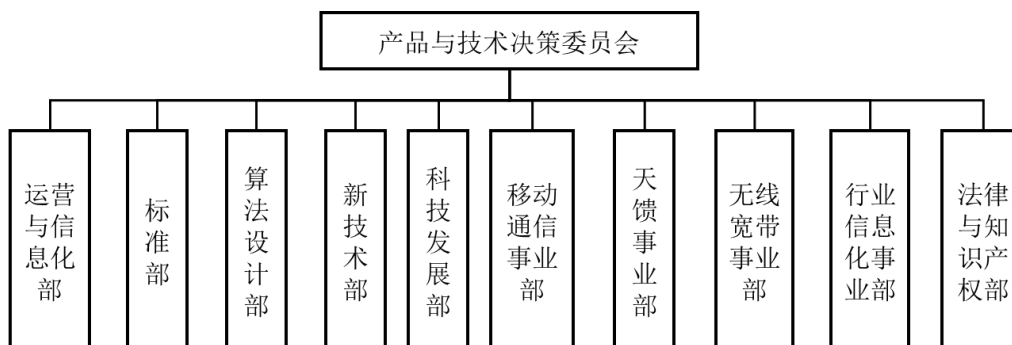 产品与技术决策委员会
运营
与信
息化
部
标
准
部
算
法
设
计
部
新
技
术
部
科
技
发
展
部
移动
通信
事业
部
天
馈
事
业
部
无线
宽带
事业
部
行业
信息
化事
业部
法律
与知
识产
权部